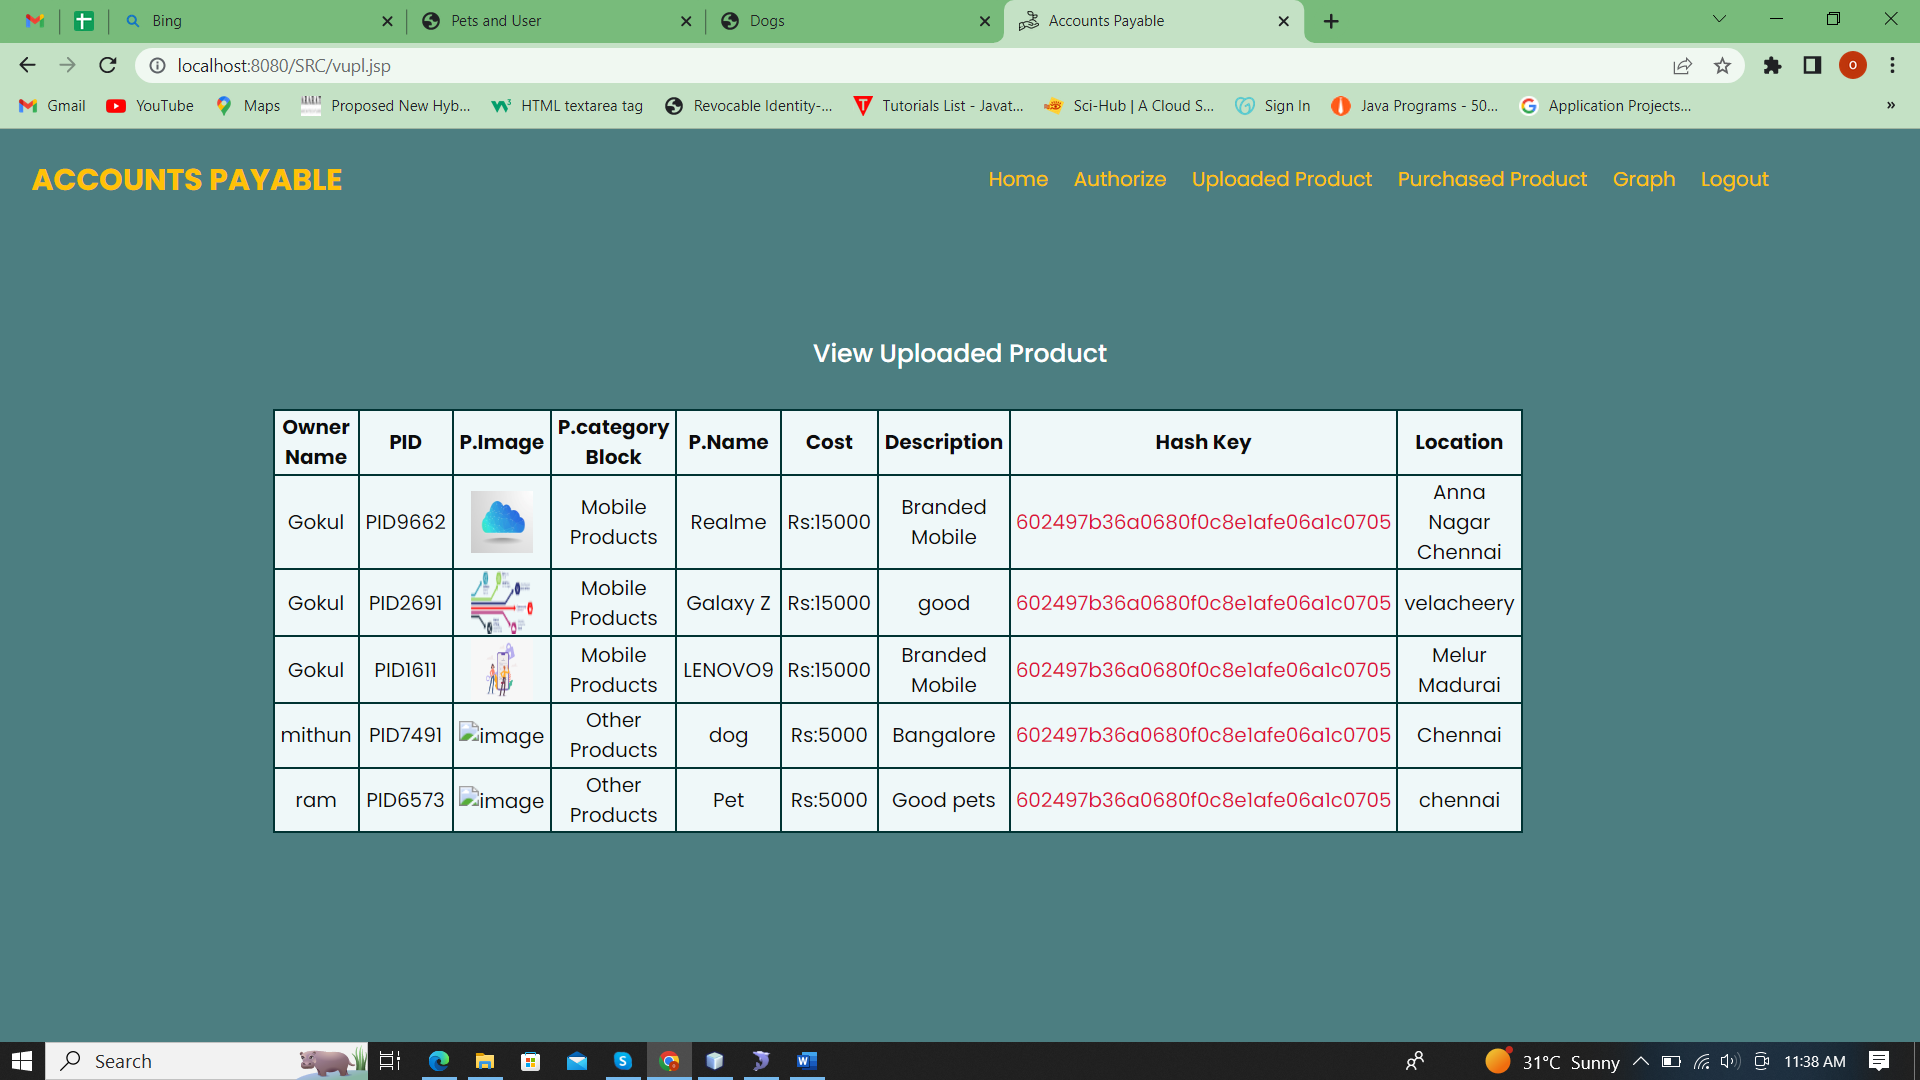 Bing
Pets and User
Dogs
Accounts Payable
localhost:8080/SRC/vupl.jsp
o
Gmail
YouTube
Maps
Proposed New Hyb...
HTML textarea tag
Revocable Identity-...
Tutorials List - Javat...
Sci-Hub | A Cloud S...
Sign In
Java Programs - 50...
Application Projects...
»
ACCOUNTS PAYABLE
Home Authorize Uploaded Product Purchased Product Graph Logout
View Uploaded Product
Owner Name PID P.Image P.category Block P.Name Cost Description Hash Key Location
Gokul PID9662 Mobile Products Realme Rs:15000 Branded Mobile 602497b36a0680f0c8e1afe06a1c0705 Anna Nagar Chennai
Gokul PID2691 Mobile Products Galaxy Z Rs:15000 good 602497b36a0680f0c8e1afe06a1c0705 velacheery
Gokul PID1611 Mobile Products LENOVO9 Rs:15000 Branded Mobile 602497b36a0680f0c8e1afe06a1c0705 Melur Madurai
mithun PID7491 image Other Products dog Rs:5000 Bangalore 602497b36a0680f0c8e1afe06a1c0705 Chennai
ram PID6573 image Other Products Pet Rs:5000 Good pets 602497b36a0680f0c8e1afe06a1c0705 chennai
Search
31°C Sunny
11:38 AM